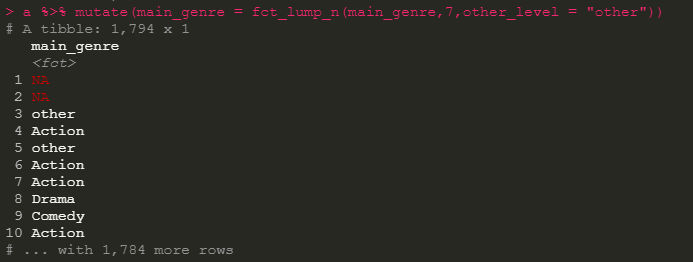 > a %>% mutate(main_genre = fct_lump_n(main_genre,7,other_level = "other"))
# A tibble: 1,794 x 1
main_genre
<fct>
1 NA
2 NA
3 other
4 Action
5 other
6 Action
7 Action
8 Drama
9 Comedy
10 Action
# ... with 1,784 more rows